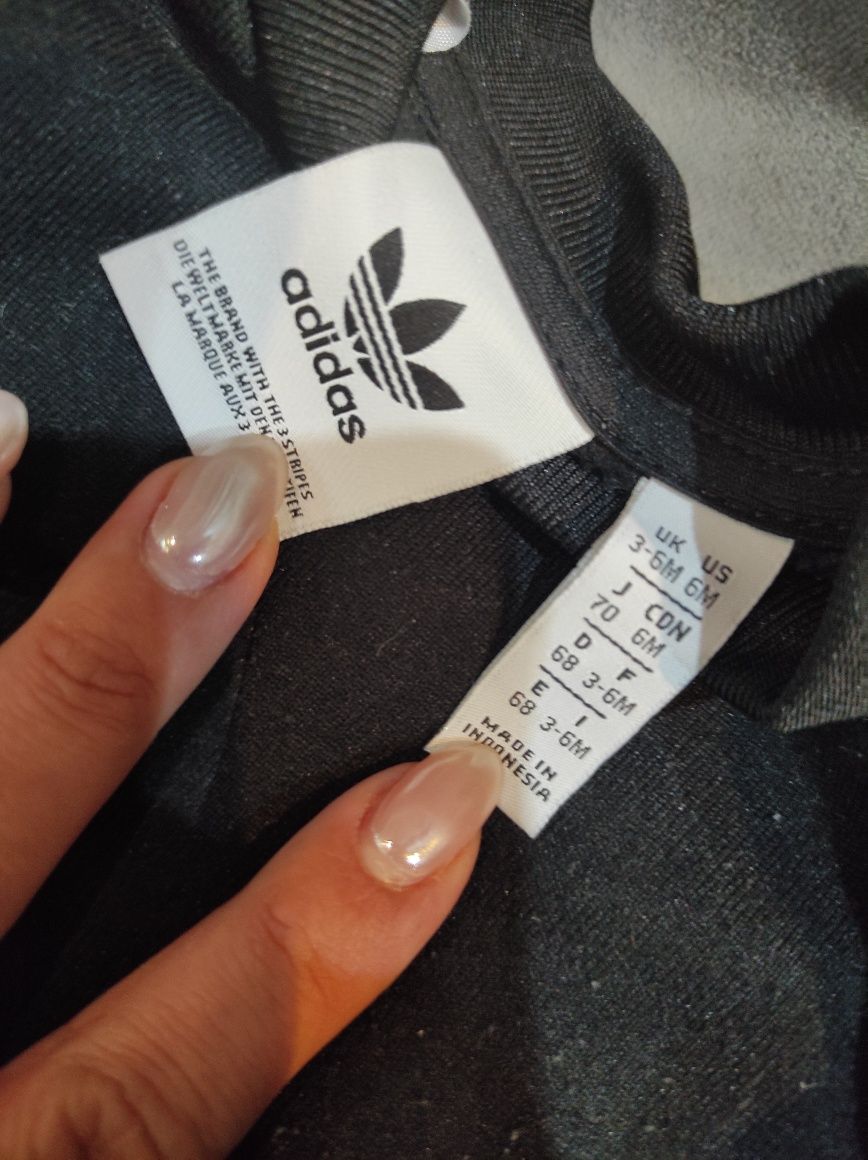 adidas
THE BRAND WITH THE 3 STRIPES
DIE WELTMARKE MIT DEN
LA MARQUE AUX 3
UK US
3-6M 6M
J CDN
70 6M
D F
68 3-6M
E I
68 3-6M
MADE IN
INDONESIA